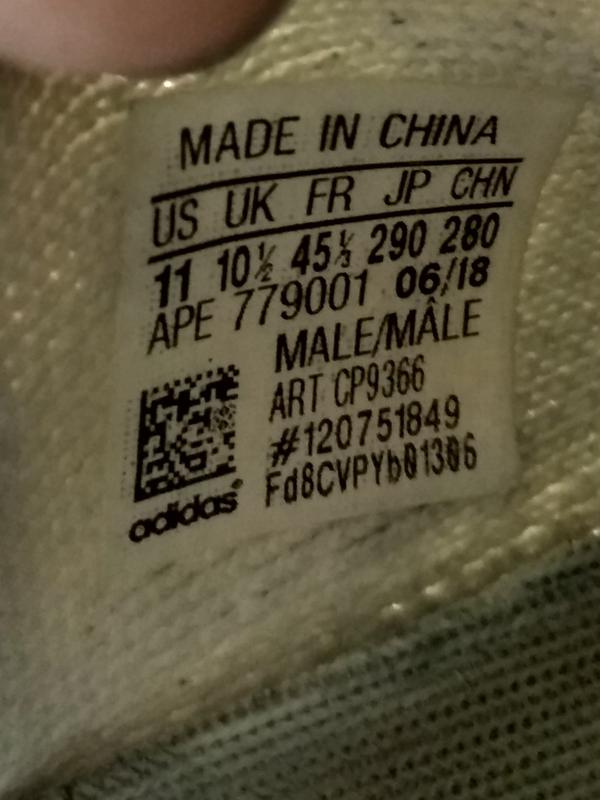 MADE IN CHINA
US UK FR JP CHN
11 10½ 45⅓ 290 280
APE 779001 06/18
MALE/MÂLE
ART CP9366
#120751849
Fd8CVPYb01306
adidas®